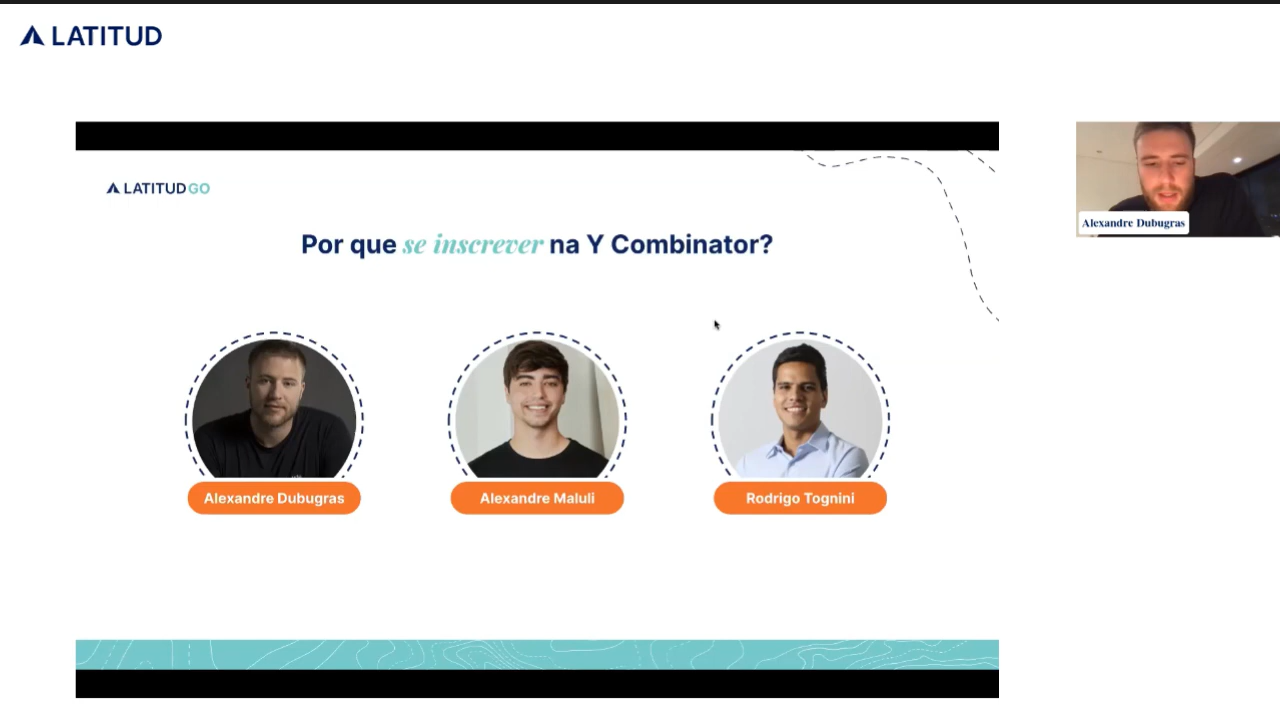 LATITUD
LATITUD GO
Por que se inscrever na Y Combinator?
Alexandre Dubugras
Alexandre Dubugras
Alexandre Maluli
Rodrigo Tognini